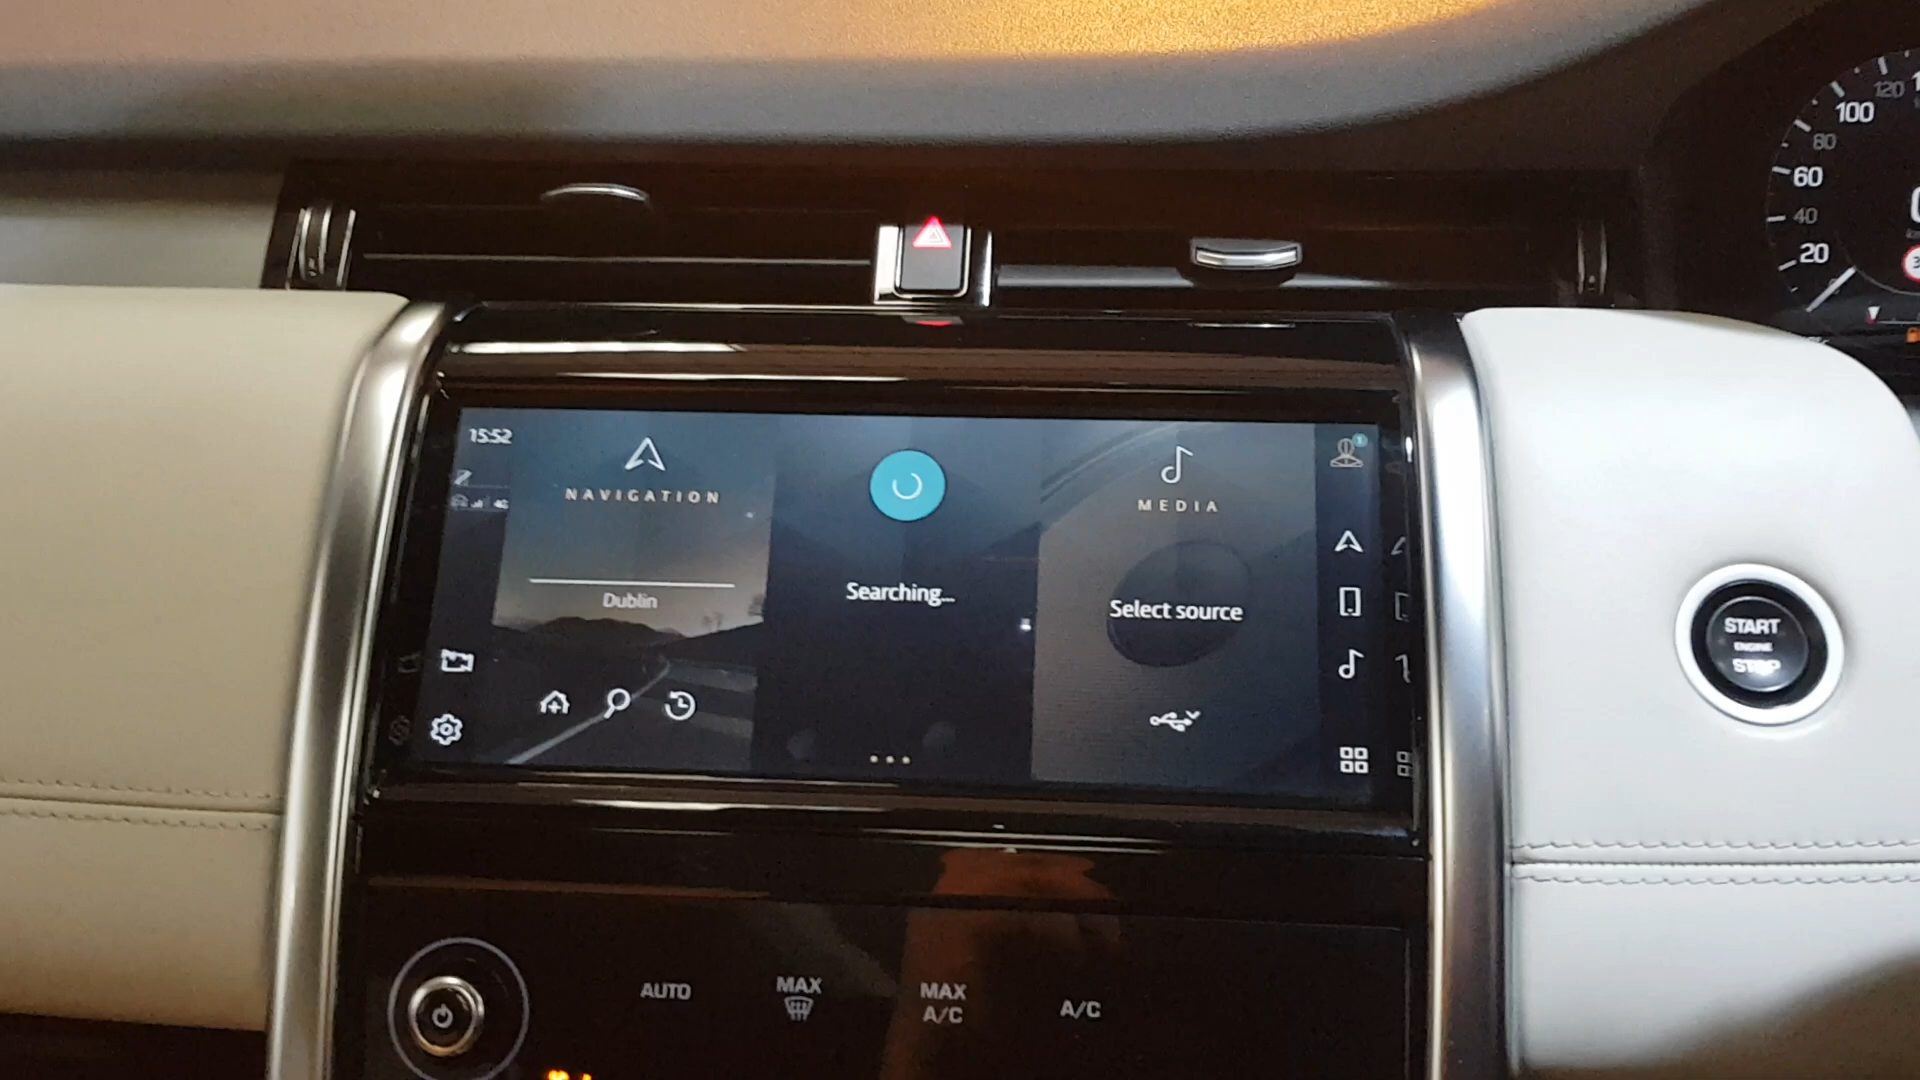 120
100
80
60
40
20
15:52
4G
NAVIGATION
Dublin
Searching...
MEDIA
Select source
START
ENGINE
STOP
AUTO
MAX
MAX
A/C
A/C